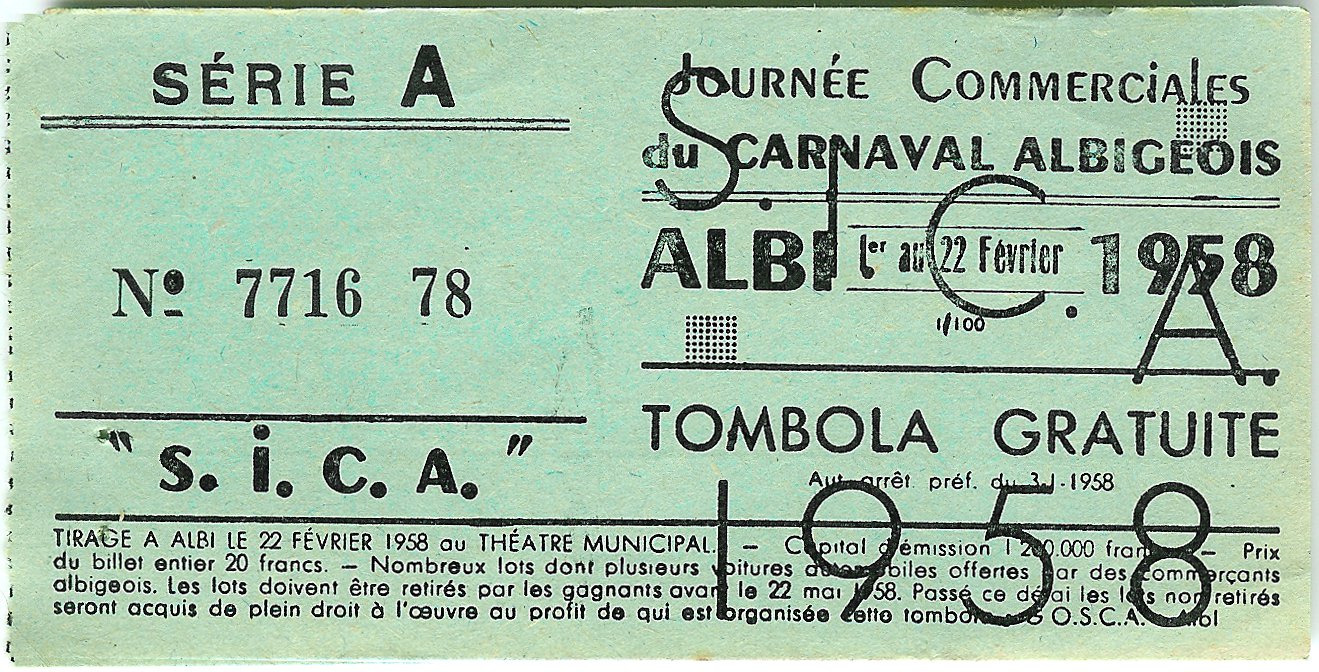 SÉRIE A
Nº 7716 78
"S.I.C.A."
JOURNÉE COMMERCIALES
du CARNAVAL ALBIGEOIS
ALBI 1er au 22 Février 1958
1/100
TOMBOLA GRATUITE
Aut. arrêt. préf. du 3-1-1958
S.I.C.A.
1958
TIRAGE A ALBI LE 22 FÉVRIER 1958 au THÉATRE MUNICIPAL. — Capital d'émission 1 200.000 francs. — Prix
du billet entier 20 francs. — Nombreux lots dont plusieurs voitures automobiles offertes par des commerçants
albigeois. Les lots doivent être retirés par les gagnants avant le 22 mai 1958. Passé ce délai les lots non retirés
seront acquis de plein droit à l'œuvre au profit de qui est organisée cette tombola O.S.C.A. Albi